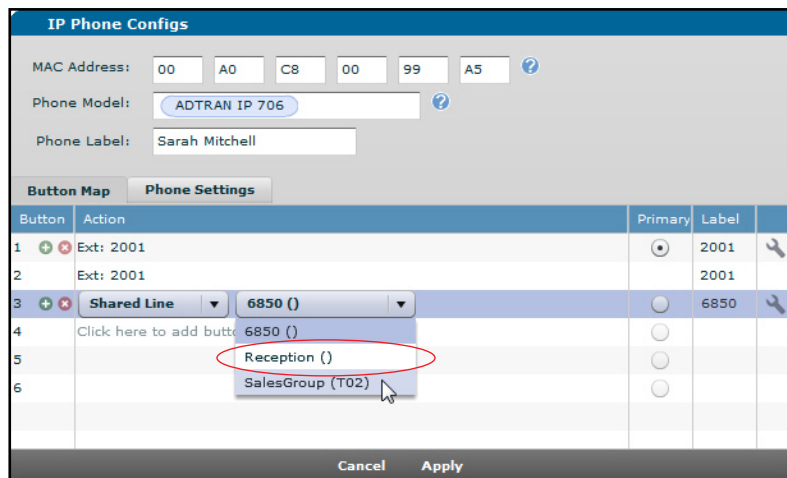 IP Phone Configs
MAC Address: 00 A0 C8 00 99 A5 ?
Phone Model: ADTRAN IP 706 ?
Phone Label: Sarah Mitchell
Button Map Phone Settings
Button Action Primary Label
1 Ext: 2001 2001
2 Ext: 2001 2001
3 Shared Line 6850 () 6850
4 Click here to add butt 6850 ()
5 Reception ()
6 SalesGroup (T02)
Cancel Apply